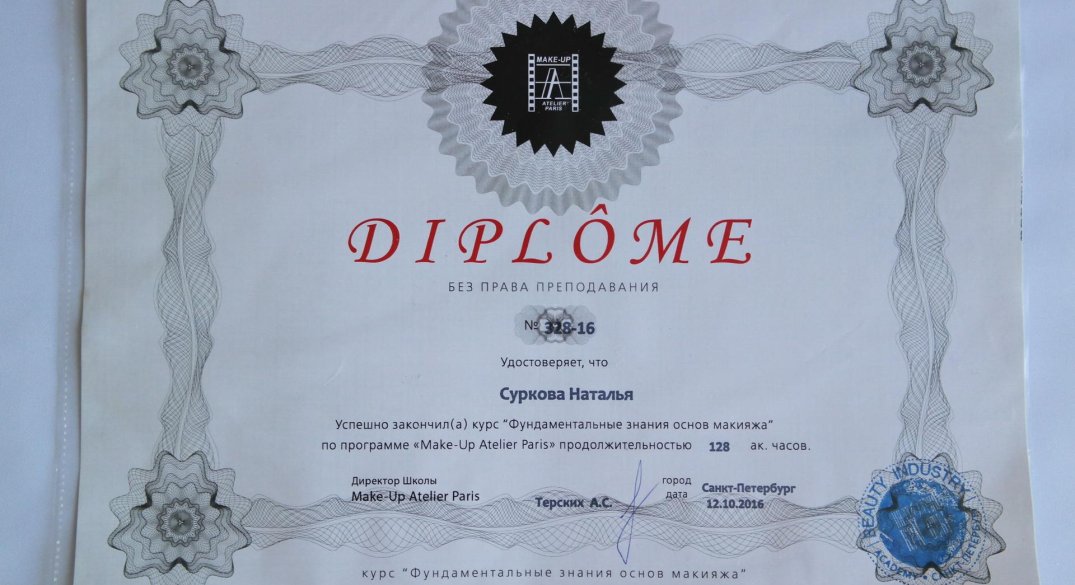 MAKE-UP
ATELIER
PARIS
DIPLÔME
БЕЗ ПРАВА ПРЕПОДАВАНИЯ
№ 328-16
Удостоверяет, что
Суркова Наталья
Успешно закончил(а) курс "Фундаментальные знания основ макияжа"
по программе «Make-Up Atelier Paris» продолжительностью 128 ак. часов.
Директор Школы
Make-Up Atelier Paris
Терских А.С.
город Санкт-Петербург
дата 12.10.2016
BEAUTY INDUSTRY
курс "Фундаментальные знания основ макияжа"